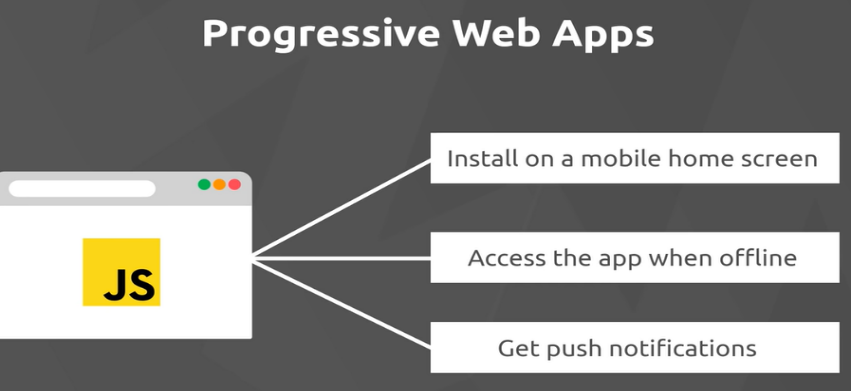 Progressive Web Apps
Install on a mobile home screen
JS
Access the app when offline
Get push notifications